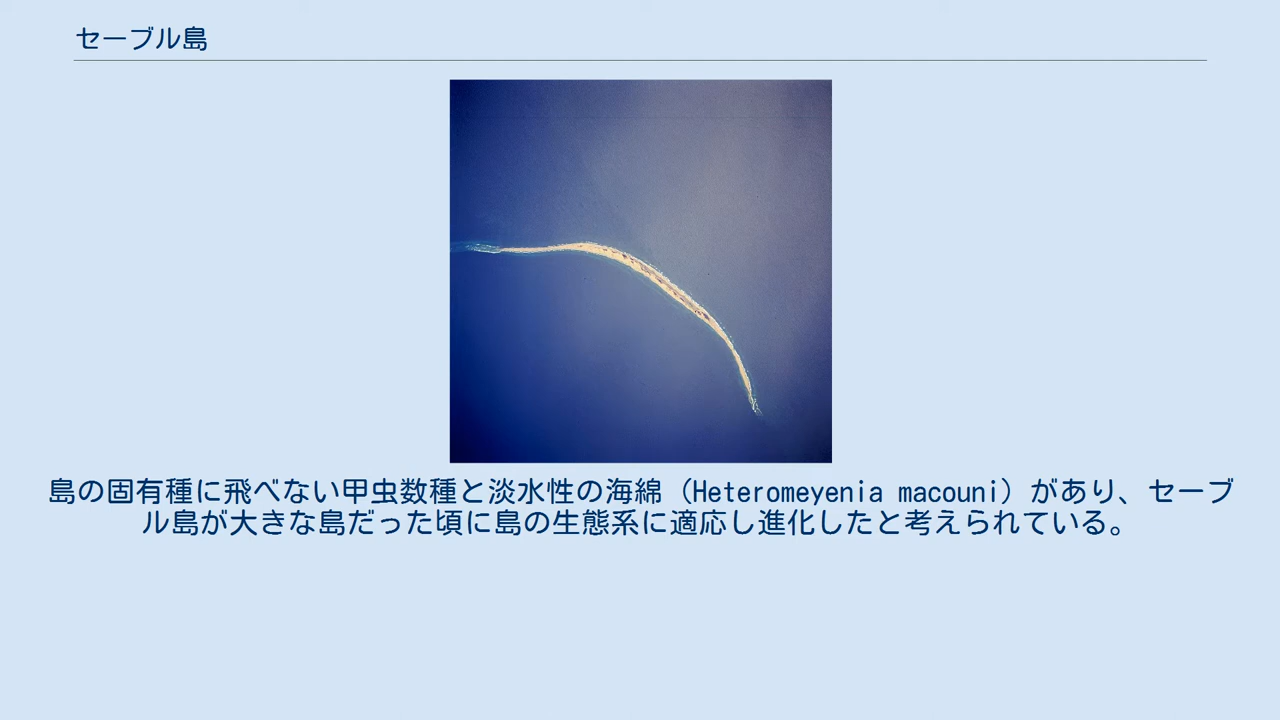 セーブル島
島の固有種に飛べない甲虫数種と淡水性の海綿（Heteromeyenia macouni）があり、セーブ
ル島が大きな島だった頃に島の生態系に適応し進化したと考えられている。